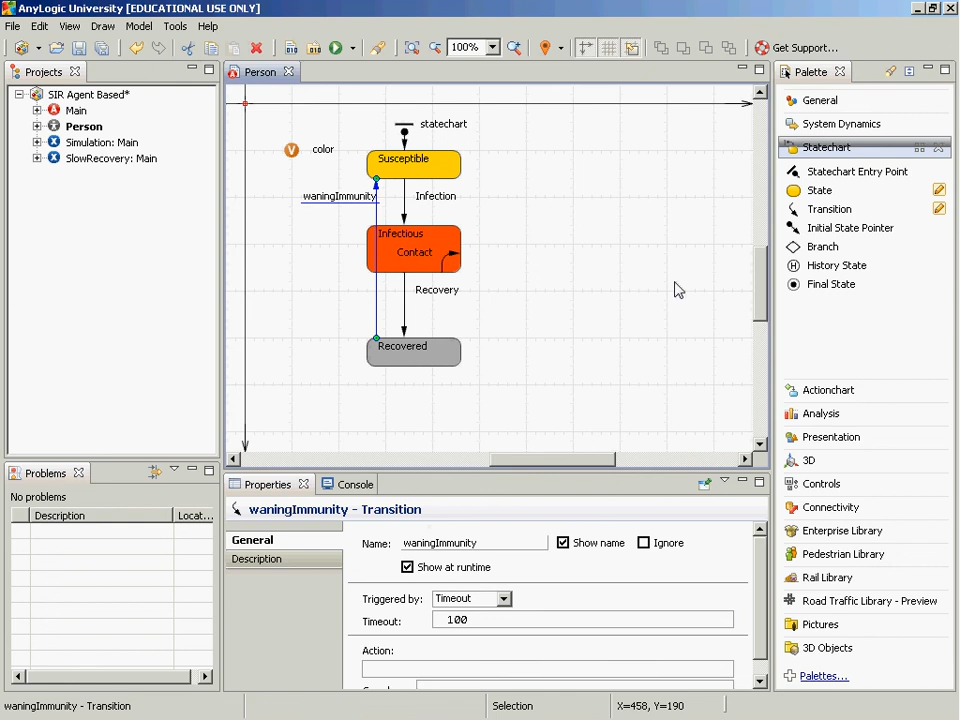 AnyLogic University [EDUCATIONAL USE ONLY]
File Edit View Draw Model Tools Help
100% Get Support...
Projects
SIR Agent Based*
Main
Person
Simulation: Main
SlowRecovery: Main
Person
statechart
V color
Susceptible
waningImmunity Infection
Infectious
Contact
Recovery
Recovered
Palette
General
System Dynamics
Statechart
Statechart Entry Point
State
Transition
Initial State Pointer
Branch
H History State
Final State
Actionchart
Analysis
Presentation
3D
Controls
Connectivity
Enterprise Library
Pedestrian Library
Rail Library
Road Traffic Library - Preview
Pictures
3D Objects
Palettes...
Problems
No problems
Description Locat...
Properties Console
waningImmunity - Transition
General
Description
Name: waningImmunity Show name Ignore
Show at runtime
Triggered by: Timeout
Timeout: 100
Action:
waningImmunity - Transition Selection X=458, Y=190